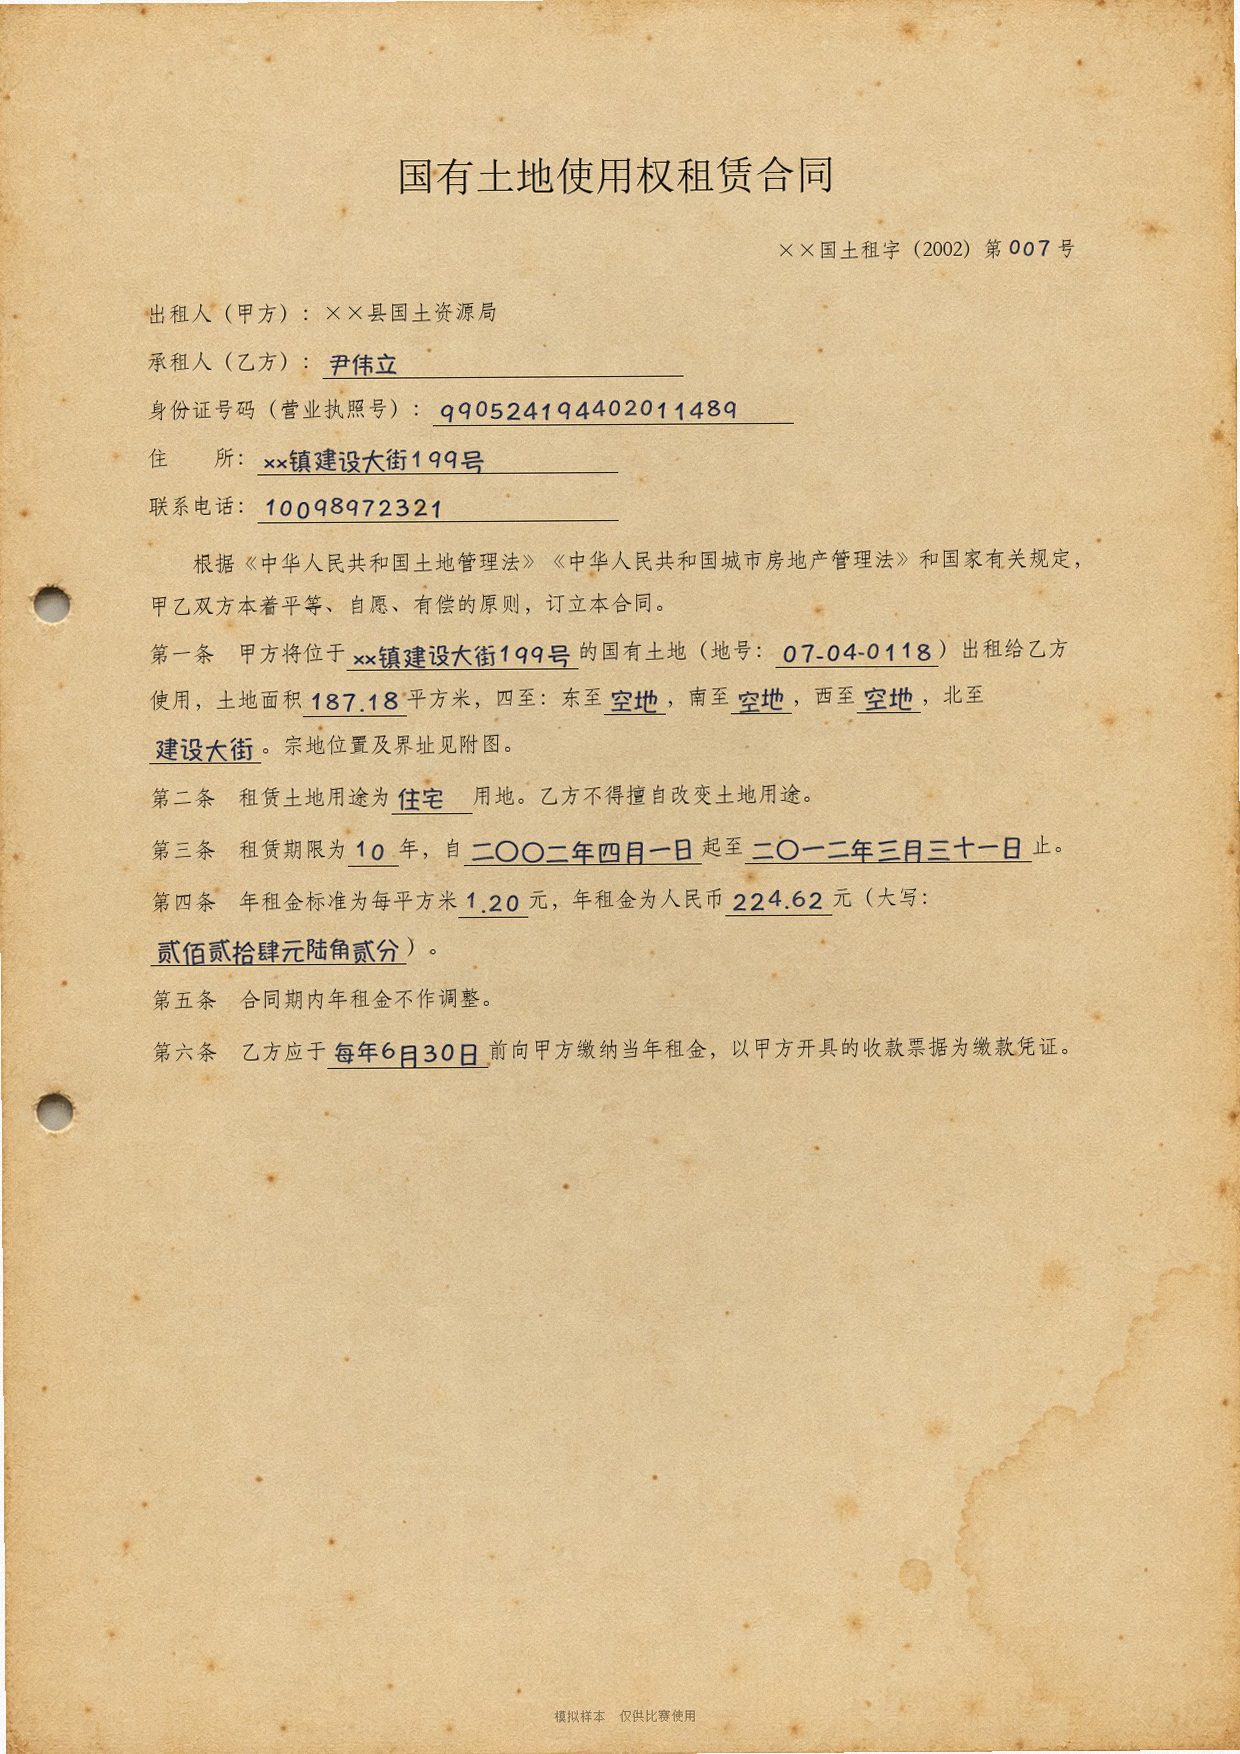 国有土地使用权租赁合同
××国土租字（2002）第007号
出租人（甲方）：××县国土资源局
承租人（乙方）：尹伟立
身份证号码（营业执照号）：990524194402011489
住　　所：××镇建设大街199号
联系电话：10098972321
根据《中华人民共和国土地管理法》《中华人民共和国城市房地产管理法》和国家有关规定，
甲乙双方本着平等、自愿、有偿的原则，订立本合同。
第一条　甲方将位于××镇建设大街199号的国有土地（地号：07-04-0118）出租给乙方
使用，土地面积187.18平方米，四至：东至空地，南至空地，西至空地，北至
建设大街。宗地位置及界址见附图。
第二条　租赁土地用途为住宅用地。乙方不得擅自改变土地用途。
第三条　租赁期限为10年，自二〇〇二年四月一日起至二〇一二年三月三十一日止。
第四条　年租金标准为每平方米1.20元，年租金为人民币224.62元（大写：
贰佰贰拾肆元陆角贰分）。
第五条　合同期内年租金不作调整。
第六条　乙方应于每年6月30日前向甲方缴纳当年租金，以甲方开具的收款票据为缴款凭证。
模拟样本　仅供比赛使用